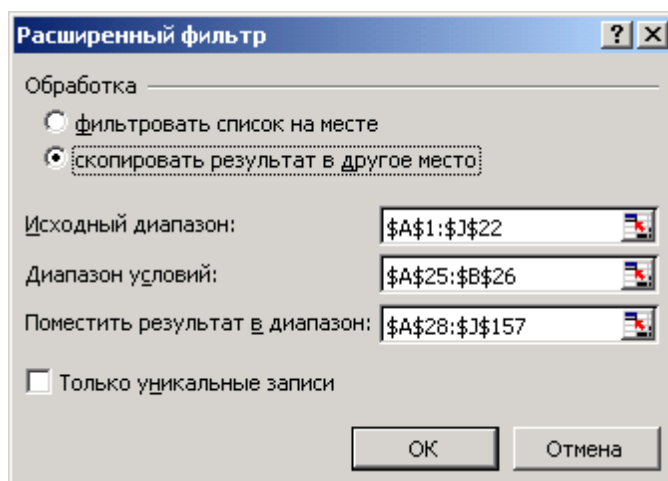 Расширенный фильтр
Обработка
фильтровать список на месте
скопировать результат в другое место
Исходный диапазон: $A$1:$J$22
Диапазон условий: $A$25:$B$26
Поместить результат в диапазон: $A$28:$J$157
Только уникальные записи
ОК Отмена